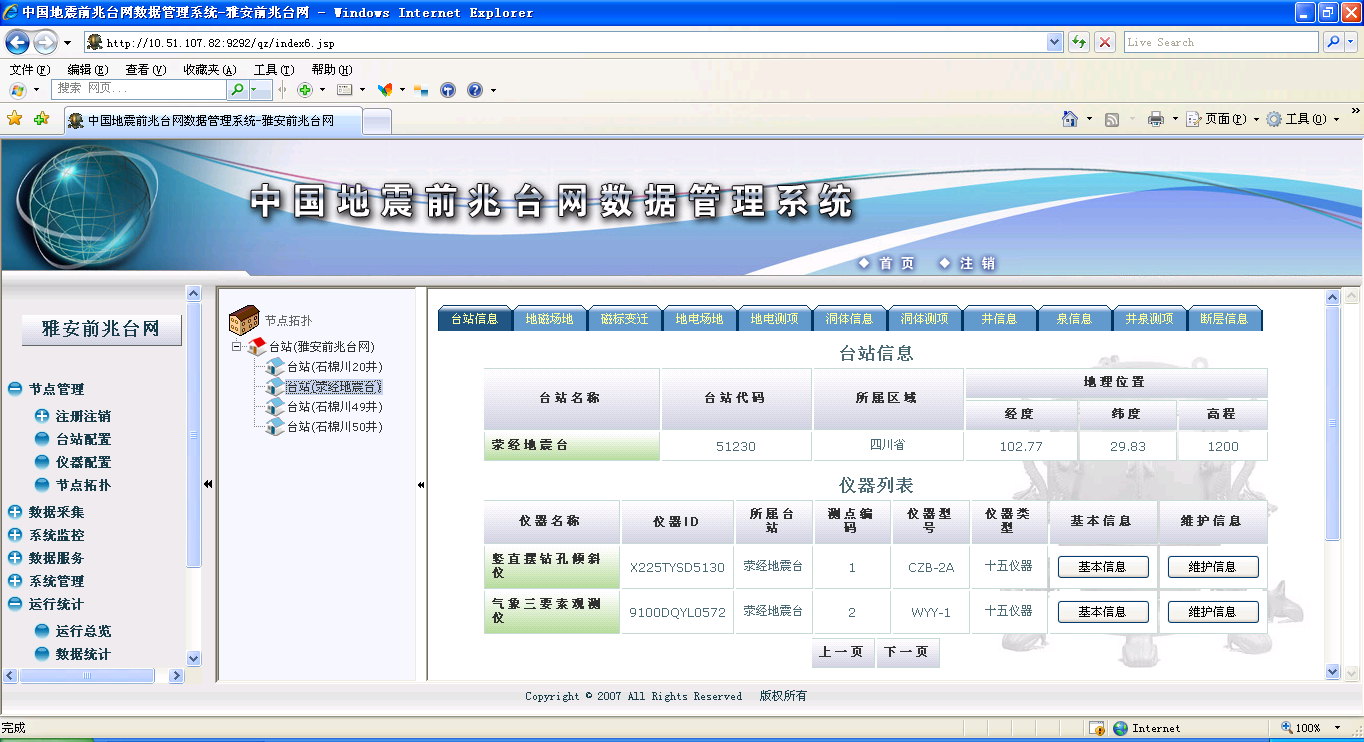 中国地震前兆台网数据管理系统-雅安前兆台网 - Windows Internet Explorer
http://10.51.107.82:9292/qz/index6.jsp
Live Search
文件(F) 编辑(E) 查看(V) 收藏夹(A) 工具(T) 帮助(H)
搜索 网页...
中国地震前兆台网数据管理系统-雅安前兆台网
页面(P) 工具(O)
中国地震前兆台网数据管理系统
首页 注销
雅安前兆台网
节点管理
注册注销
台站配置
仪器配置
节点拓扑
数据采集
系统监控
数据服务
系统管理
运行统计
运行总览
数据统计
节点拓扑
台站(雅安前兆台网)
台站(石棉川20井)
台站(荥经地震台)
台站(石棉川49井)
台站(石棉川50井)
台站信息 地磁场地 磁标变迁 地电场地 地电测项 洞体信息 洞体测项 井信息 泉信息 井泉测项 断层信息
台站信息
台站名称 台站代码 所属区域 地理位置
经度 纬度 高程
荥经地震台 51230 四川省 102.77 29.83 1200
仪器列表
仪器名称 仪器ID 所属台站 测点编码 仪器型号 仪器类型 基本信息 维护信息
竖直摆钻孔倾斜仪 X225TYSD5130 荥经地震台 1 CZB-2A 十五仪器 基本信息 维护信息
气象三要素观测仪 9100DQYL0572 荥经地震台 2 WYY-1 十五仪器 基本信息 维护信息
上一页 下一页
Copyright © 2007 All Rights Reserved 版权所有
完成
Internet
100%